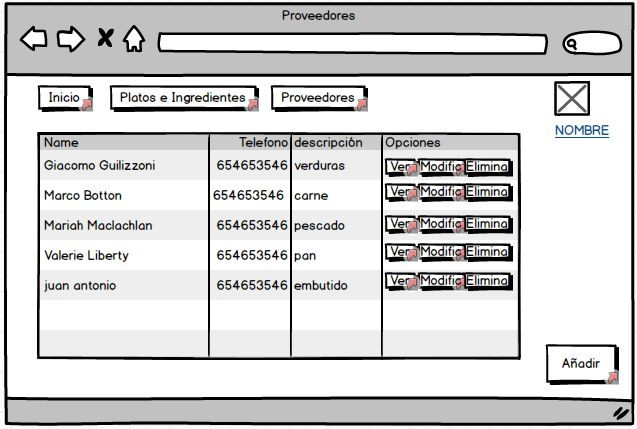 Proveedores
Inicio Platos e Ingredientes Proveedores
NOMBRE
Name Telefono descripción Opciones
Giacomo Guilizzoni 654653546 verduras Ver Modific Elimina
Marco Botton 654653546 carne Ver Modific Elimina
Mariah Maclachlan 654653546 pescado Ver Modific Elimina
Valerie Liberty 654653546 pan Ver Modific Elimina
juan antonio 654653546 embutido Ver Modific Elimina
Añadir